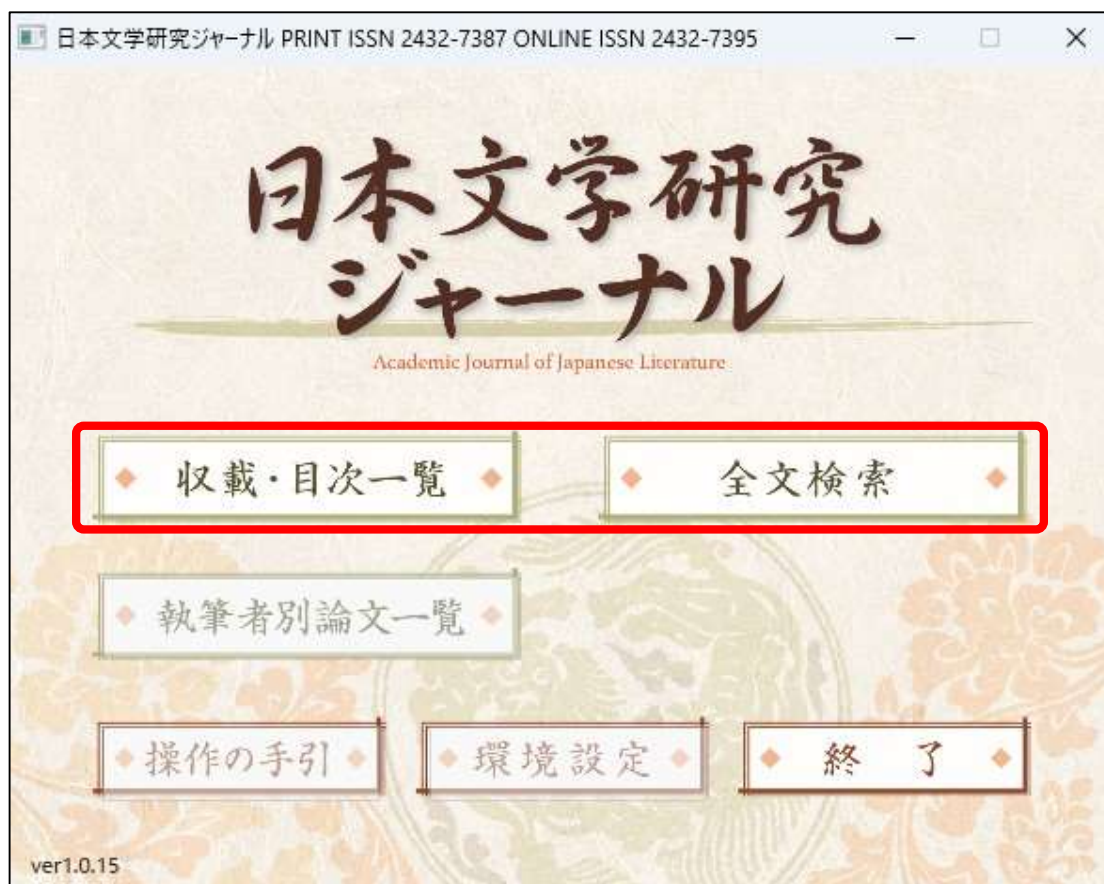 日本文学研究ジャーナル PRINT ISSN 2432-7387 ONLINE ISSN 2432-7395
日本文学研究
ジャーナル
Academic Journal of Japanese Literature
収載・目次一覧
全文検索
執筆者別論文一覧
操作の手引
環境設定
終 了
ver1.0.15